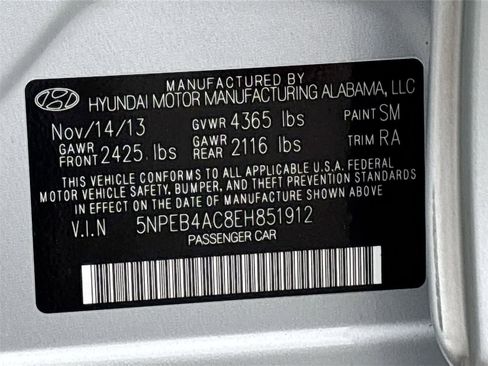 MANUFACTURED BY
HYUNDAI MOTOR MANUFACTURING ALABAMA, LLC
Nov/14/13 GVWR 4365 lbs PAINT SM
GAWR FRONT 2425 lbs GAWR REAR 2116 lbs TRIM RA
THIS VEHICLE CONFORMS TO ALL APPLICABLE U.S.A. FEDERAL
MOTOR VEHICLE SAFETY, BUMPER, AND THEFT PREVENTION STANDARDS
IN EFFECT ON THE DATE OF MANUFACTURE SHOWN ABOVE
V.I.N 5NPEB4AC8EH851912
PASSENGER CAR